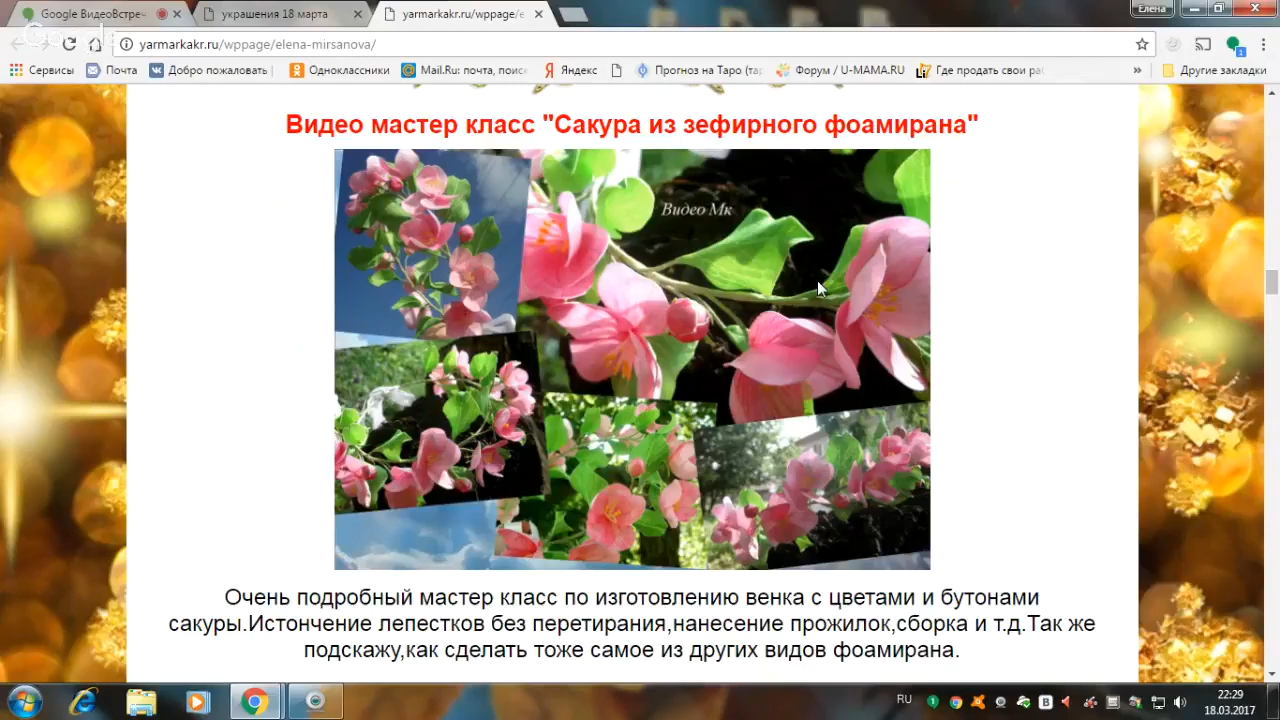 Google ВидеоВстреч
украшения 18 марта
yarmarkakr.ru/wppage/e
Елена
yarmarkakr.ru/wppage/elena-mirsanova/
Сервисы
Почта
Добро пожаловать
Одноклассники
Mail.Ru: почта, поис
Яндекс
Прогноз на Таро (та
Форум / U-MAMA.RU
Где продать свои ра
»
Другие закладки
Видео мастер класс "Сакура из зефирного фоамирана"
Видео Мк
Очень подробный мастер класс по изготовлению венка с цветами и бутонами
сакуры.Истончение лепестков без перетирания,нанесение прожилок,сборка и т.д.Так же
подскажу,как сделать тоже самое из других видов фоамирана.
RU
22:29
18.03.2017